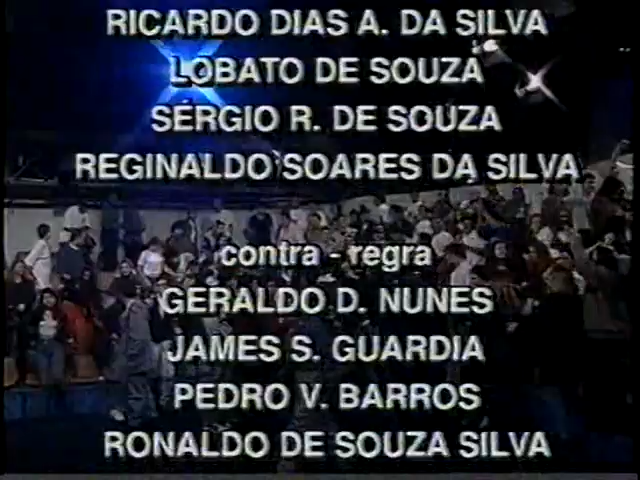 RICARDO DIAS A. DA SILVA
LOBATO DE SOUZA
SÉRGIO R. DE SOUZA
REGINALDO SOARES DA SILVA
contra - regra
GERALDO D. NUNES
JAMES S. GUARDIA
PEDRO V. BARROS
RONALDO DE SOUZA SILVA